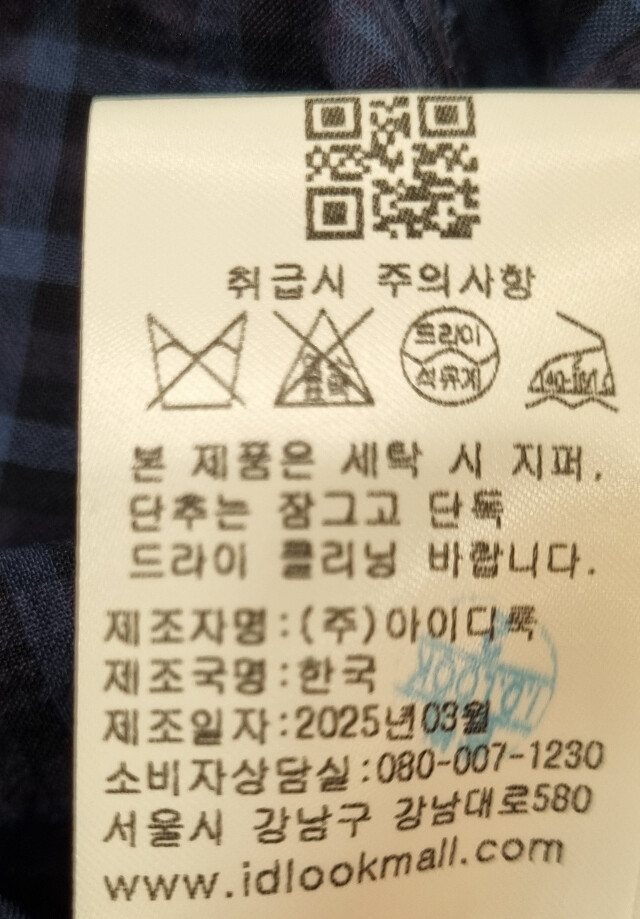 취급시 주의사항
드라이
석유계
본 제품은 세탁 시 지퍼,
단추는 잠그고 단독
드라이 클리닝 바랍니다.
제조자명:(주)아이디룩
제조국명:한국
I.D.LOOK
제조일자:2025년03월
소비자상담실:080-007-1230
서울시 강남구 강남대로580
www.idlookmall.com